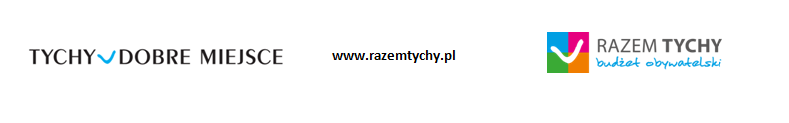 TYCHY DOBRE MIEJSCE
www.razemtychy.pl
RAZEM TYCHY
budżet obywatelski